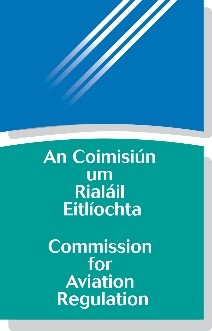 An Coimisiún
um
Rialáil
Eitlíochta
Commission
for
Aviation
Regulation